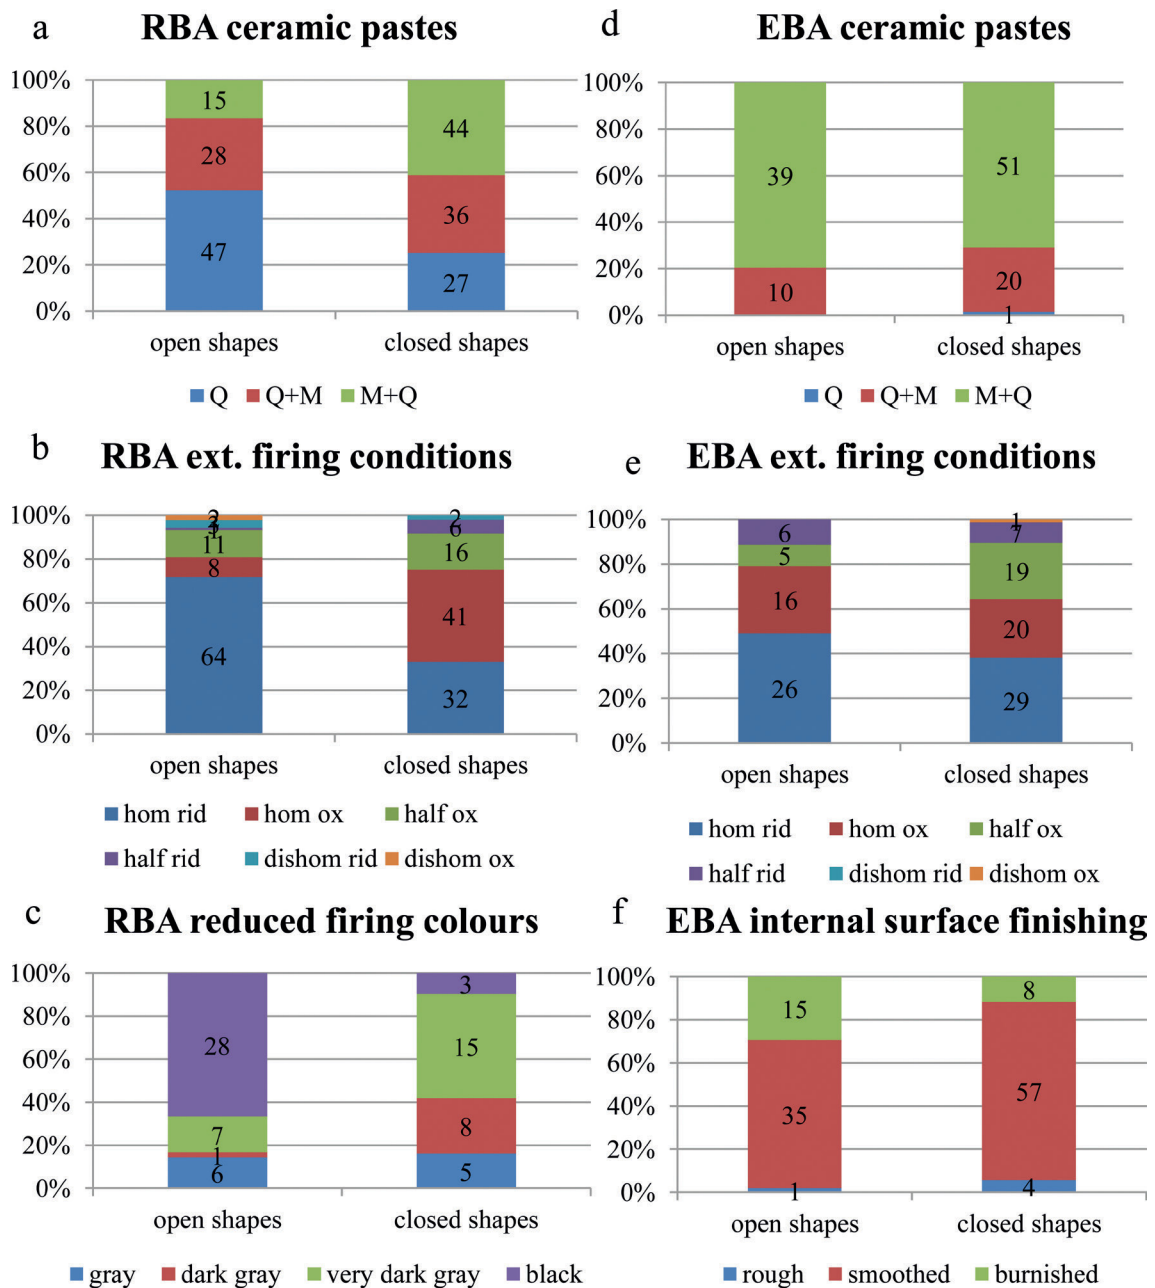 a
RBA ceramic pastes
100%
80%
60%
40%
20%
0%
15
28
47
44
36
27
open shapes
closed shapes
Q Q+M M+Q
d
EBA ceramic pastes
100%
80%
60%
40%
20%
0%
39
10
51
20
1
open shapes
closed shapes
Q Q+M M+Q
b
RBA ext. firing conditions
100%
80%
60%
40%
20%
0%
2
1
11
8
64
2
6
16
41
32
open shapes
closed shapes
hom rid hom ox half ox
half rid dishom rid dishom ox
e
EBA ext. firing conditions
100%
80%
60%
40%
20%
0%
6
5
16
26
1
7
19
20
29
open shapes
closed shapes
hom rid hom ox half ox
half rid dishom rid dishom ox
c
RBA reduced firing colours
100%
80%
60%
40%
20%
0%
28
7
1
6
3
15
8
5
open shapes
closed shapes
gray dark gray very dark gray black
f
EBA internal surface finishing
100%
80%
60%
40%
20%
0%
15
35
1
8
57
4
open shapes
closed shapes
rough smoothed burnished